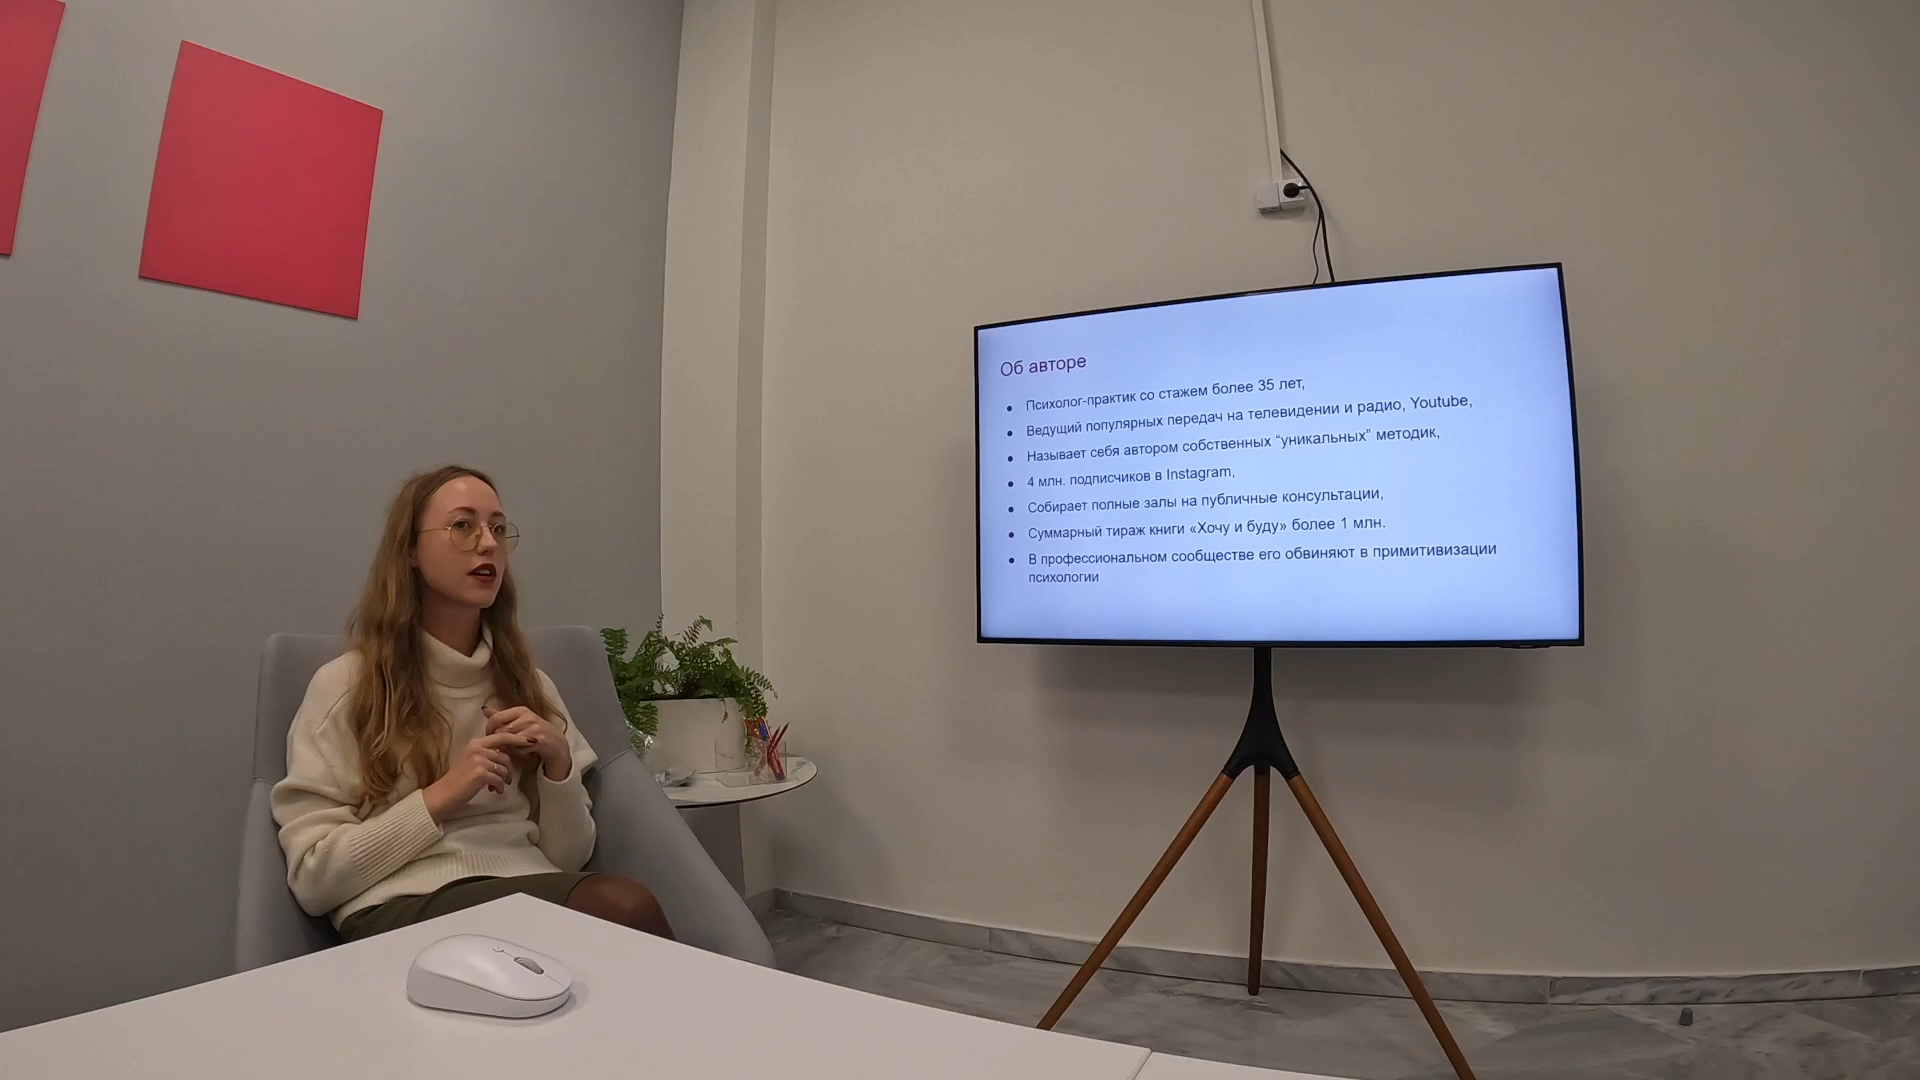 Об авторе
● Психолог-практик со стажем более 35 лет,
● Ведущий популярных передач на телевидении и радио, Youtube,
● Называет себя автором собственных “уникальных” методик,
● 4 млн. подписчиков в Instagram,
● Собирает полные залы на публичные консультации,
● Суммарный тираж книги «Хочу и буду» более 1 млн.
● В профессиональном сообществе его обвиняют в примитивизации
психологии